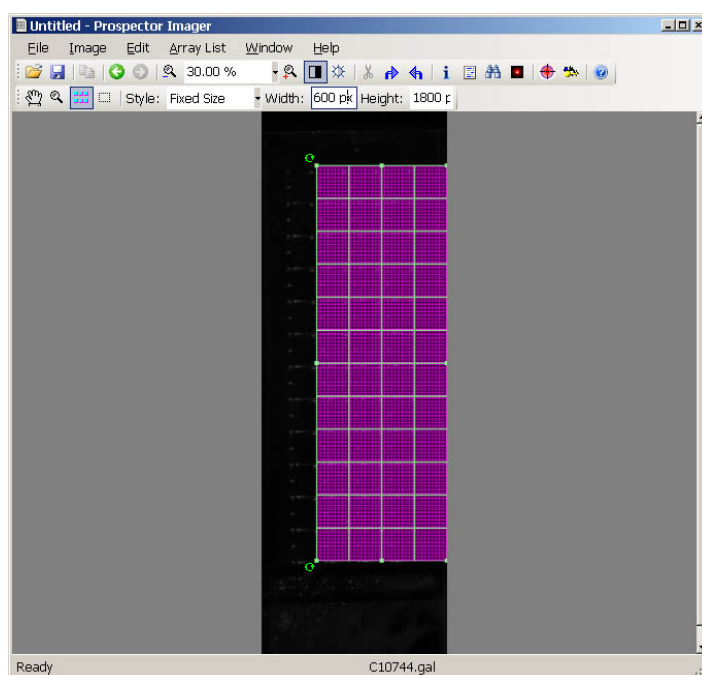 Untitled - Prospector Imager
File Image Edit Array List Window Help
30.00 %
Style: Fixed Size Width: 600 px Height: 1800 p
Ready C10744.gal